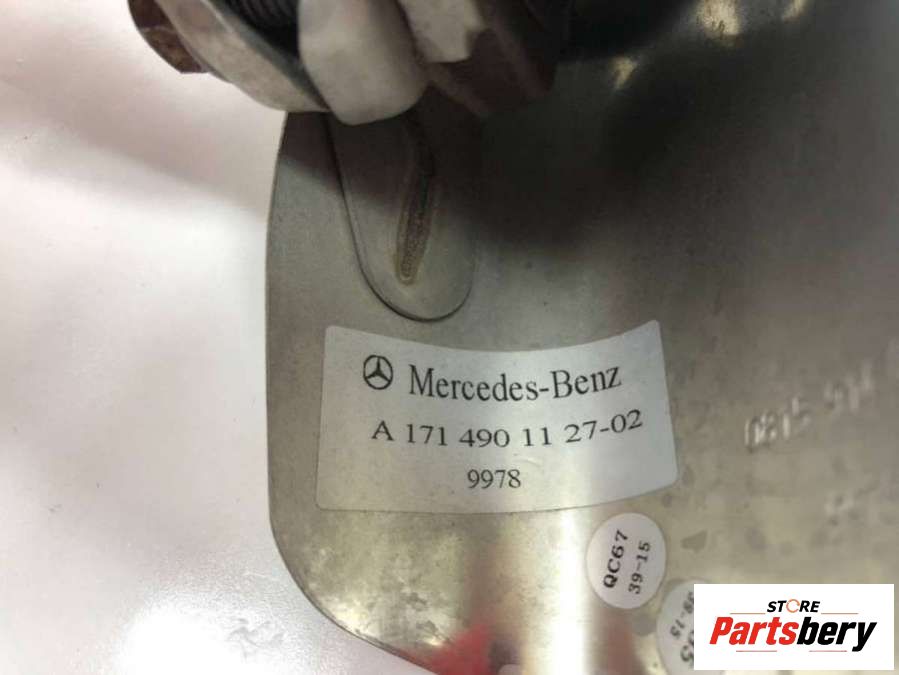 Mercedes-Benz
A 171 490 11 27-02
9978
QC67
39-15
STORE
Partsbery